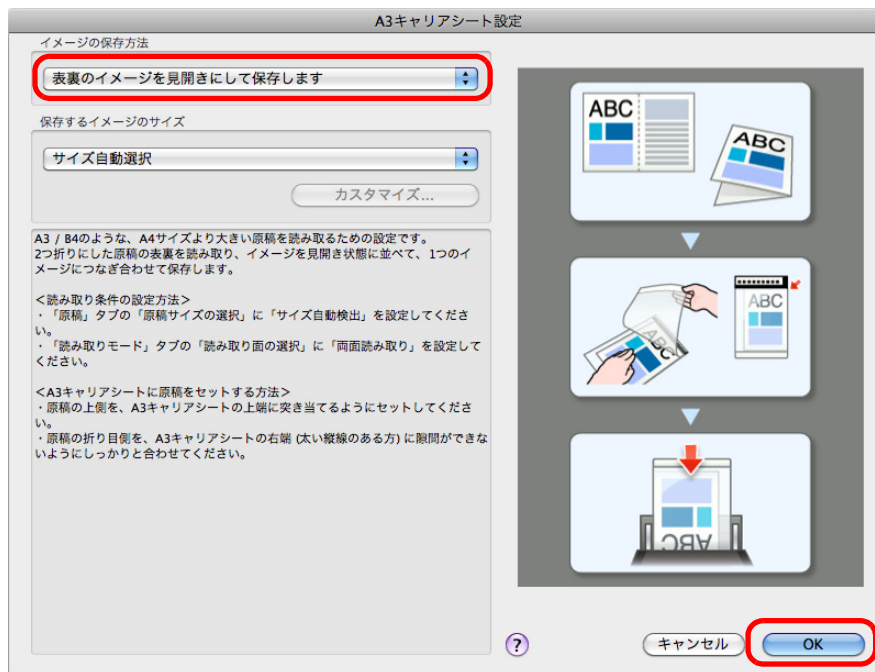 A3キャリアシート設定
イメージの保存方法
表裏のイメージを見開きにして保存します
保存するイメージのサイズ
サイズ自動選択
カスタマイズ...
A3 / B4のような、A4サイズより大きい原稿を読み取るための設定です。
2つ折りにした原稿の表裏を読み取り、イメージを見開き状態に並べて、1つのイ
メージにつなぎ合わせて保存します。
＜読み取り条件の設定方法＞
・「原稿」タブの「原稿サイズの選択」に「サイズ自動検出」を設定してくださ
い。
・「読み取りモード」タブの「読み取り面の選択」に「両面読み取り」を設定して
ください。
＜A3キャリアシートに原稿をセットする方法＞
・原稿の上側を、A3キャリアシートの上端に突き当てるようにセットしてくださ
い。
・原稿の折り目側を、A3キャリアシートの右端 (太い縦線のある方) に隙間ができな
いようにしっかりと合わせてください。
ABC
ABC
ABC
ABC
ABC
?
キャンセル
OK